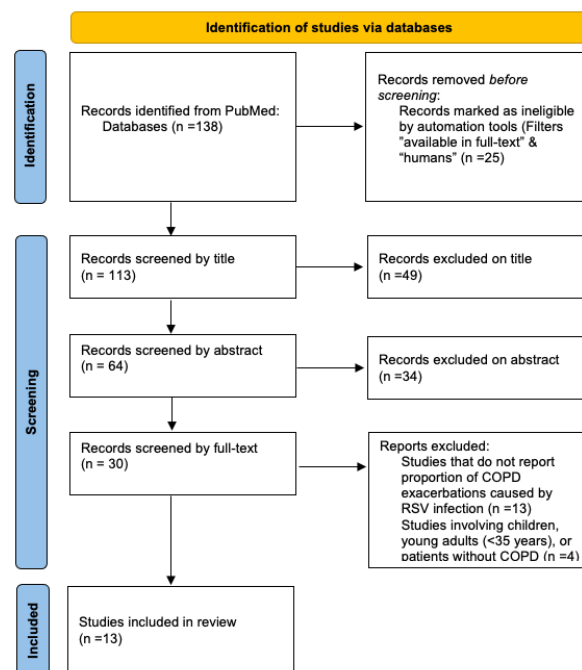 Identification of studies via databases
Identification
Records identified from PubMed:
Databases (n =138)
Records removed before
screening:
Records marked as ineligible
by automation tools (Filters
"available in full-text" &
“humans” (n =25)
Screening
Records screened by title
(n = 113)
Records excluded on title
(n =49)
Records screened by abstract
(n = 64)
Records excluded on abstract
(n =34)
Records screened by full-text
(n = 30)
Reports excluded:
Studies that do not report
proportion of COPD
exacerbations caused by
RSV infection (n =13)
Studies involving children,
young adults (<35 years), or
patients without COPD (n =4)
Included
Studies included in review
(n =13)